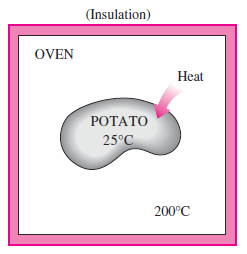 (Insulation)
OVEN
Heat
POTATO
25°C
200°C